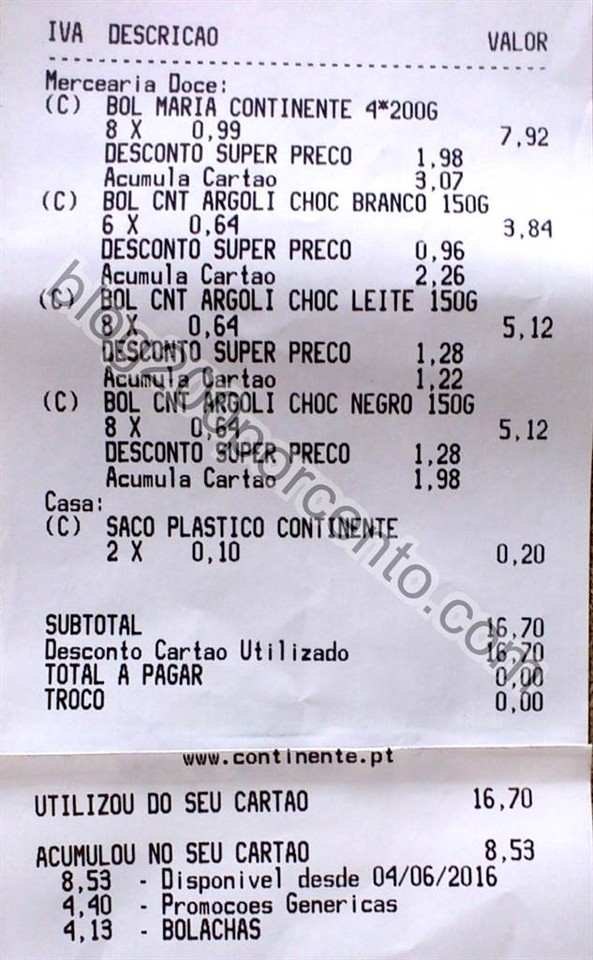 IVA DESCRICAO VALOR
Mercearia Doce:
(C) BOL MARIA CONTINENTE 4*200G
8 X 0,99 7,92
DESCONTO SUPER PRECO 1,98
Acumula Cartao 3,07
(C) BOL CNT ARGOLI CHOC BRANCO 150G
6 X 0,64 3,84
DESCONTO SUPER PRECO 0,96
Acumula Cartao 2,26
(C) BOL CNT ARGOLI CHOC LEITE 150G
8 X 0,64 5,12
DESCONTO SUPER PRECO 1,28
Acumula Cartao 1,22
(C) BOL CNT ARGOLI CHOC NEGRO 150G
8 X 0,64 5,12
DESCONTO SUPER PRECO 1,28
Acumula Cartao 1,98
Casa:
(C) SACO PLASTICO CONTINENTE
2 X 0,10 0,20
SUBTOTAL 16,70
Desconto Cartao Utilizado 16,70
TOTAL A PAGAR 0,00
TROCO 0,00
www.continente.pt
UTILIZOU DO SEU CARTAO 16,70
ACUMULOU NO SEU CARTAO 8,53
8,53 - Disponivel desde 04/06/2016
4,40 - Promocoes Genericas
4,13 - BOLACHAS
blog200porcento.com